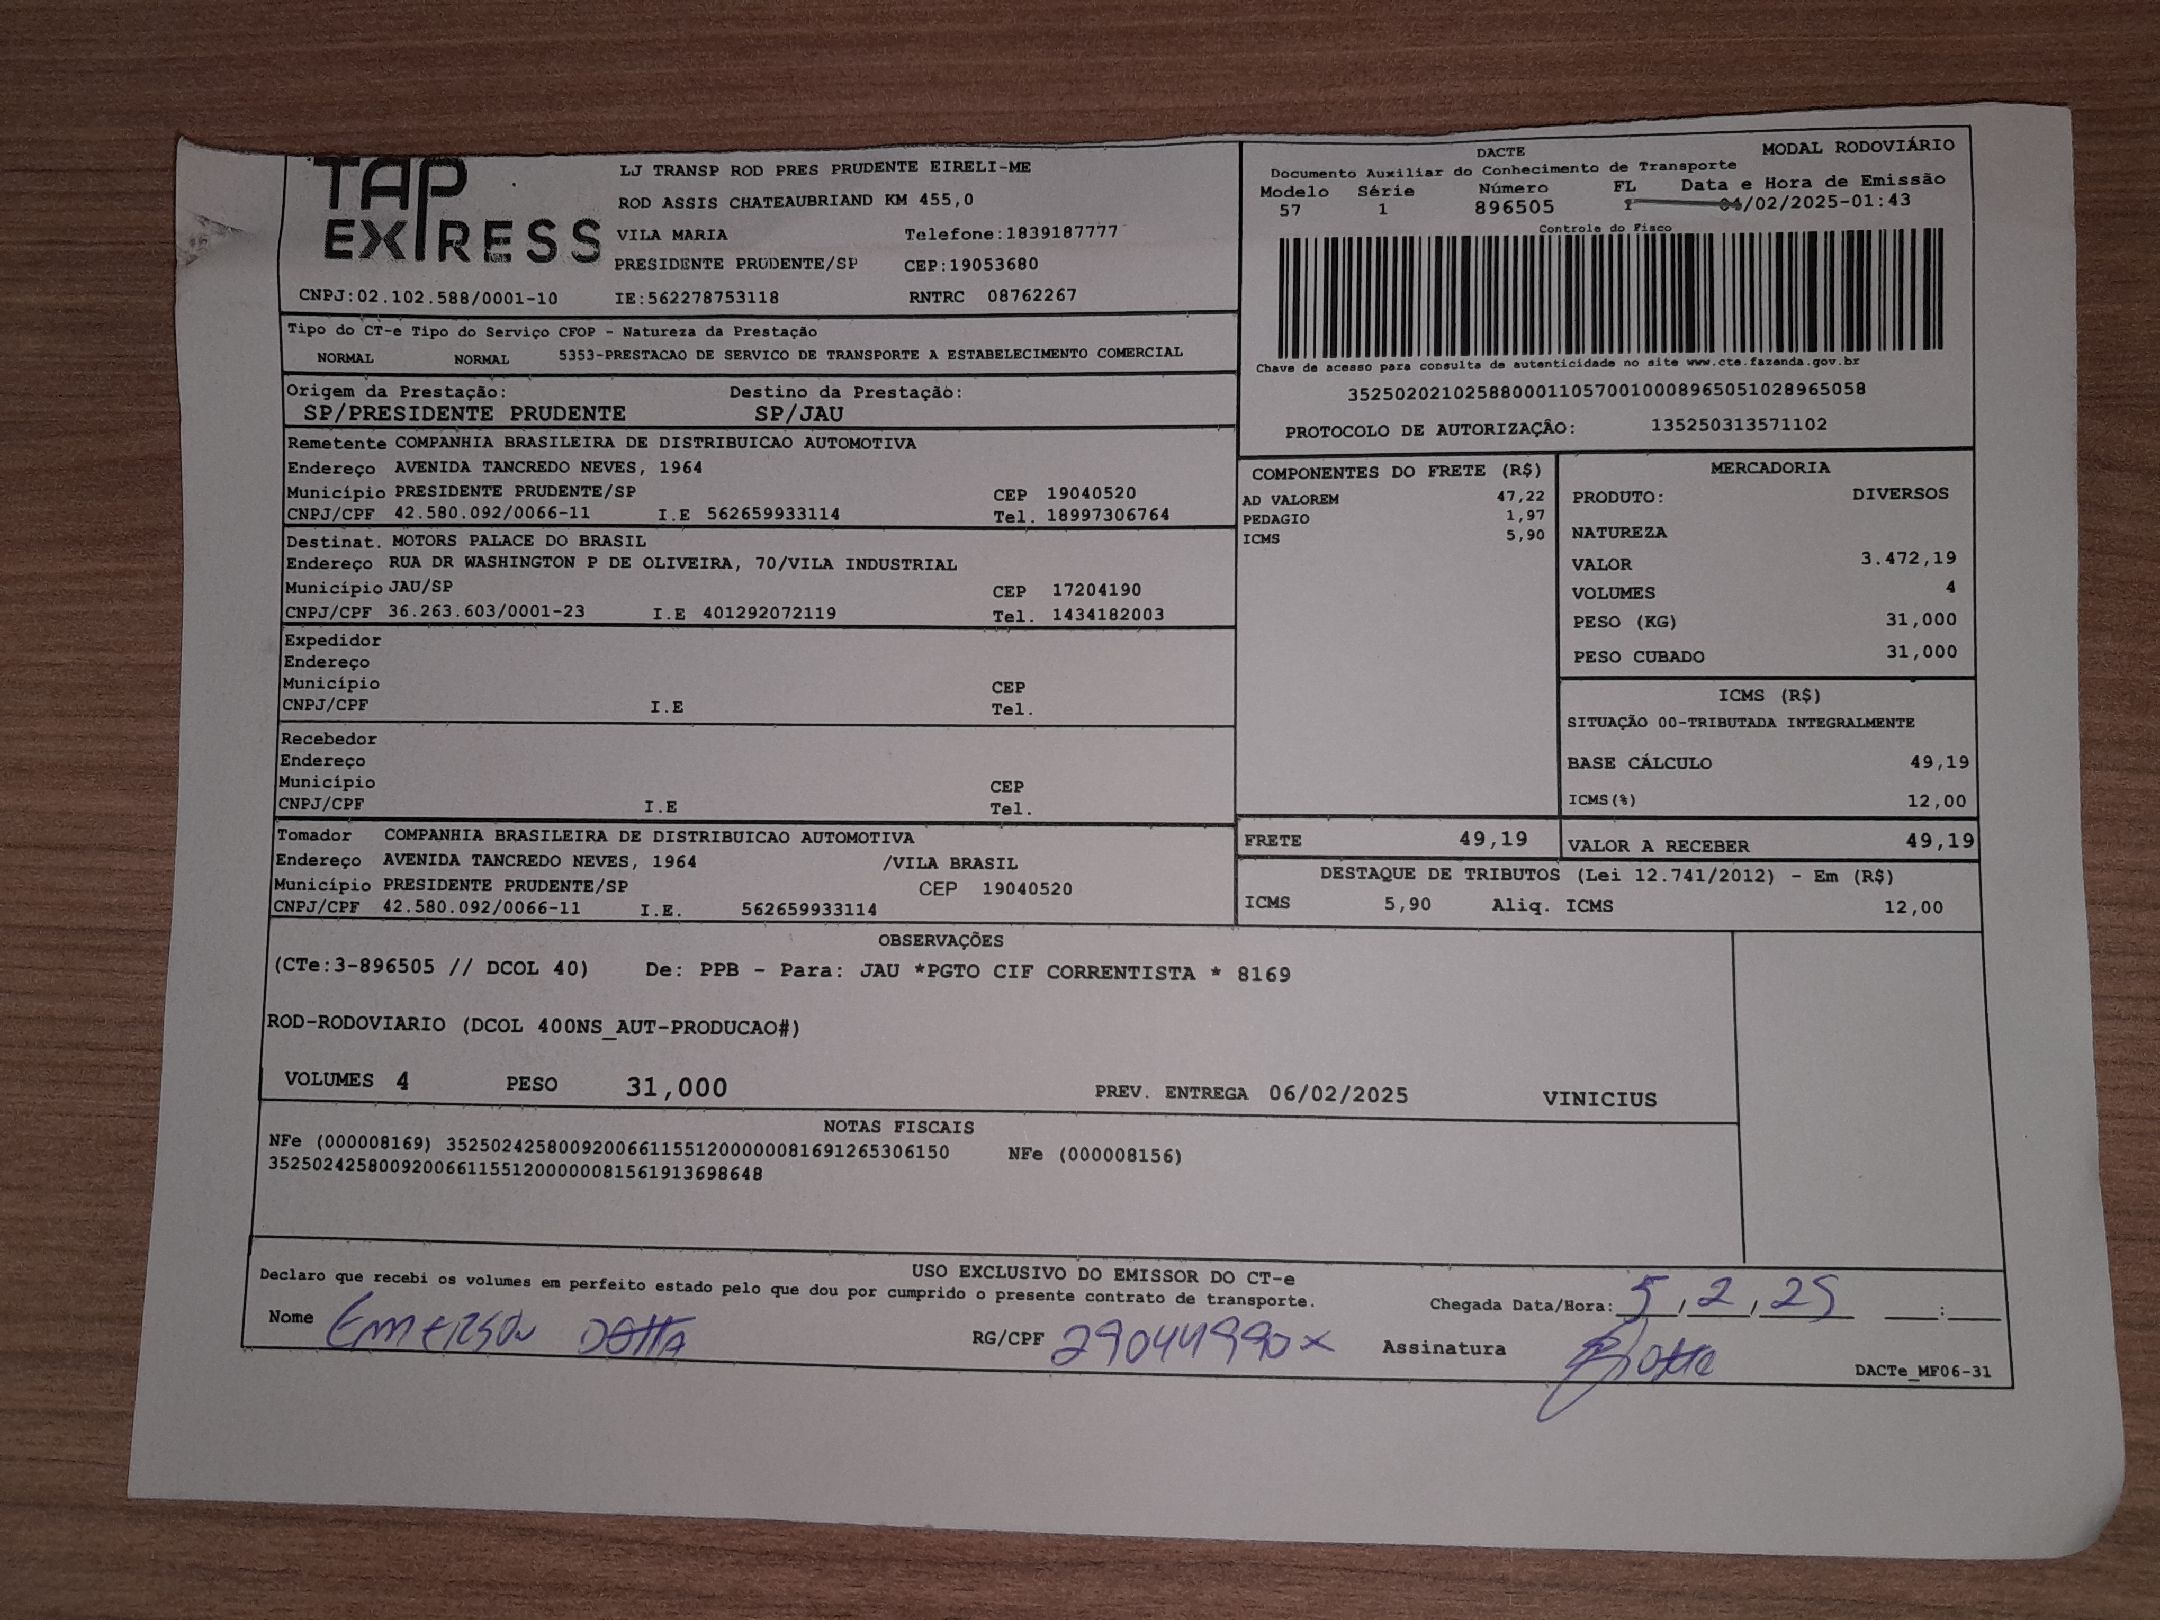 TAP EXPRESS
LJ TRANSP ROD PRES PRUDENTE EIRELI-ME
ROD ASSIS CHATEAUBRIAND KM 455,0
VILA MARIA Telefone:1839187777
PRESIDENTE PRUDENTE/SP CEP:19053680
CNPJ:02.102.588/0001-10 IE:562278753118 RNTRC 08762267
DACTE MODAL RODOVIÁRIO
Documento Auxiliar do Conhecimento de Transporte
Modelo Série Número FL Data e Hora de Emissão
57 1 896505 1 04/02/2025-01:43
Controle do Fisco
Chave de acesso para consulta de autenticidade no site www.cte.fazenda.gov.br
35250202102588000110570010008965051028965058
PROTOCOLO DE AUTORIZAÇÃO: 135250313571102
Tipo do CT-e Tipo do Serviço CFOP - Natureza da Prestação
NORMAL NORMAL 5353-PRESTACAO DE SERVICO DE TRANSPORTE A ESTABELECIMENTO COMERCIAL
Origem da Prestação: Destino da Prestação:
SP/PRESIDENTE PRUDENTE SP/JAU
Remetente COMPANHIA BRASILEIRA DE DISTRIBUICAO AUTOMOTIVA
Endereço AVENIDA TANCREDO NEVES, 1964
Município PRESIDENTE PRUDENTE/SP CEP 19040520
CNPJ/CPF 42.580.092/0066-11 I.E 562659933114 Tel. 18997306764
Destinat. MOTORS PALACE DO BRASIL
Endereço RUA DR WASHINGTON P DE OLIVEIRA, 70/VILA INDUSTRIAL
Município JAU/SP CEP 17204190
CNPJ/CPF 36.263.603/0001-23 I.E 401292072119 Tel. 1434182003
Expedidor
Endereço
Município CEP
CNPJ/CPF I.E Tel.
Recebedor
Endereço
Município CEP
CNPJ/CPF I.E Tel.
Tomador COMPANHIA BRASILEIRA DE DISTRIBUICAO AUTOMOTIVA
Endereço AVENIDA TANCREDO NEVES, 1964 /VILA BRASIL
Município PRESIDENTE PRUDENTE/SP CEP 19040520
CNPJ/CPF 42.580.092/0066-11 I.E. 562659933114
COMPONENTES DO FRETE (R$)
AD VALOREM 47,22
PEDAGIO 1,97
ICMS 5,90
MERCADORIA
PRODUTO: DIVERSOS
NATUREZA
VALOR 3.472,19
VOLUMES 4
PESO (KG) 31,000
PESO CUBADO 31,000
ICMS (R$)
SITUAÇÃO 00-TRIBUTADA INTEGRALMENTE
BASE CÁLCULO 49,19
ICMS(%) 12,00
FRETE 49,19 VALOR A RECEBER 49,19
DESTAQUE DE TRIBUTOS (Lei 12.741/2012) - Em (R$)
ICMS 5,90 Aliq. ICMS 12,00
OBSERVAÇÕES
(CTe:3-896505 // DCOL 40) De: PPB - Para: JAU *PGTO CIF CORRENTISTA * 8169
ROD-RODOVIARIO (DCOL 400NS_AUT-PRODUCAO#)
VOLUMES 4 PESO 31,000 PREV. ENTREGA 06/02/2025 VINICIUS
NOTAS FISCAIS
NFe (000008169) 35250242580092006611551200000081691265306150 NFe (000008156)
35250242580092006611551200000081561913698648
USO EXCLUSIVO DO EMISSOR DO CT-e
Declaro que recebi os volumes em perfeito estado pelo que dou por cumprido o presente contrato de transporte.
Chegada Data/Hora: 5,2,25 __:__
Nome EMERSON DOTTA RG/CPF 29044990x Assinatura
DACTe_MF06-31